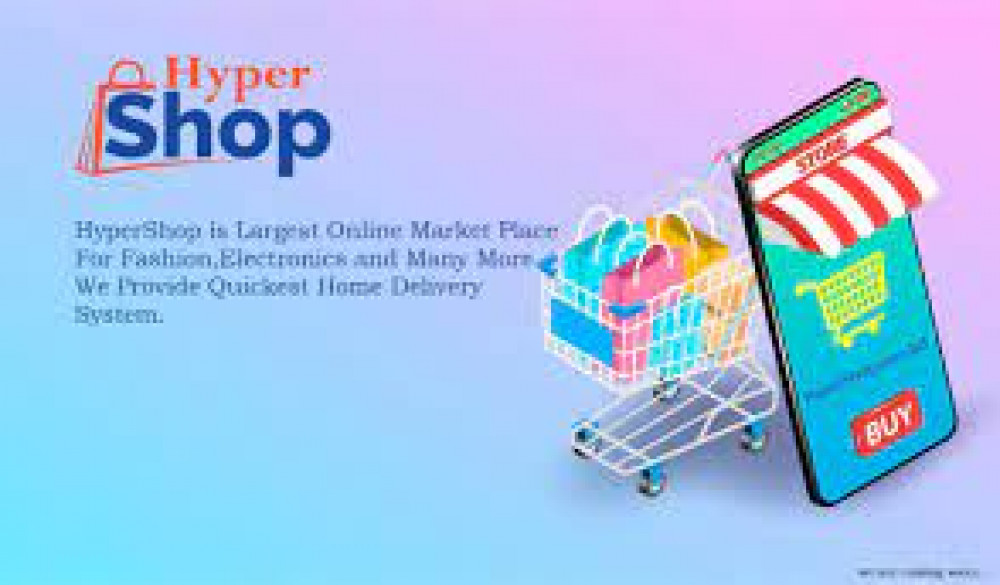 Hyper
Shop
HyperShop is Largest Online Market Place
For Fashion,Electronics and Many More
We Provide Quickest Home Delivery
System.
STORE
BUY